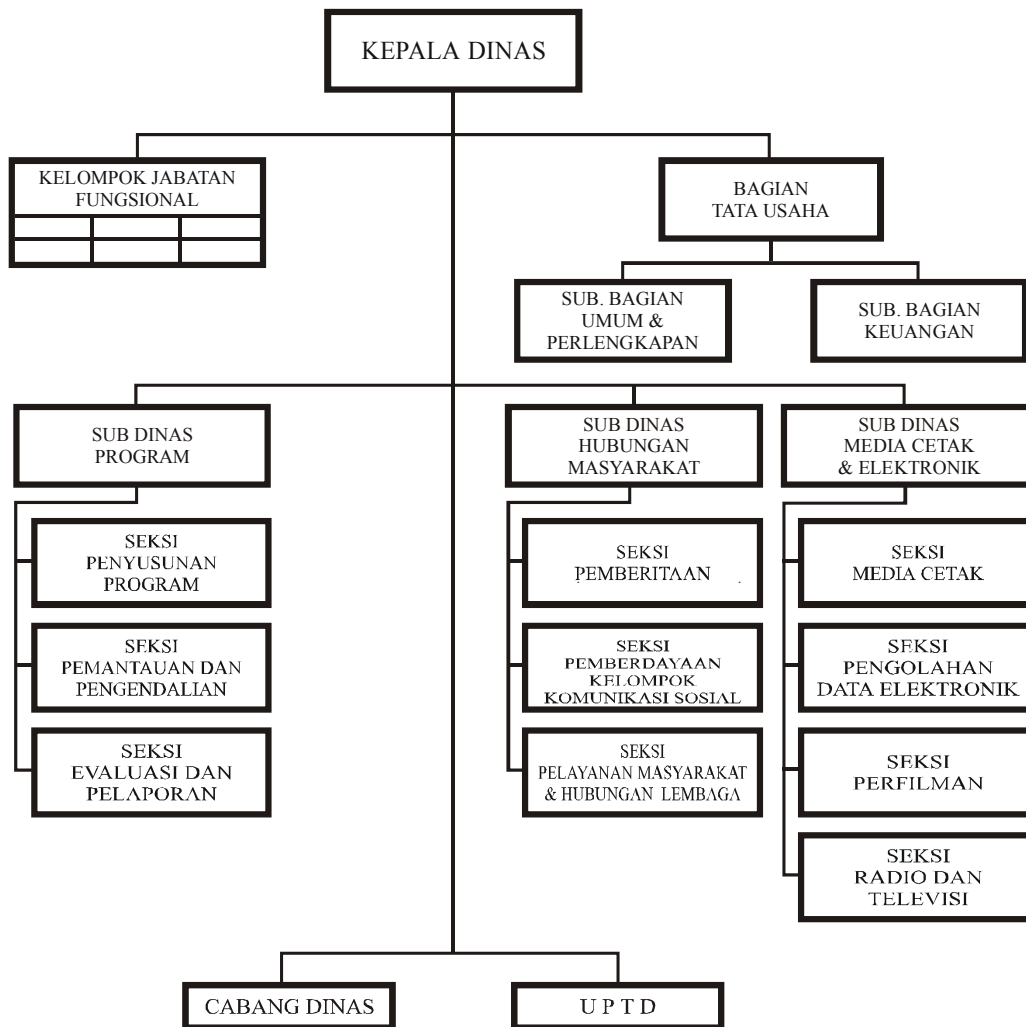 KEPALA DINAS
KELOMPOK JABATAN
FUNGSIONAL
BAGIAN
TATA USAHA
SUB. BAGIAN
UMUM &
PERLENGKAPAN
SUB. BAGIAN
KEUANGAN
SUB DINAS
PROGRAM
SUB DINAS
HUBUNGAN
MASYARAKAT
SUB DINAS
MEDIA CETAK
& ELEKTRONIK
SEKSI
PENYUSUNAN
PROGRAM
SEKSI
PEMANTAUAN DAN
PENGENDALIAN
SEKSI
EVALUASI DAN
PELAPORAN
SEKSI
PEMBERITAAN
SEKSI
PEMBERDAYAAN
KELOMPOK
KOMUNIKASI SOSIAL
SEKSI
PELAYANAN MASYARAKAT
& HUBUNGAN LEMBAGA
SEKSI
MEDIA CETAK
SEKSI
PENGOLAHAN
DATA ELEKTRONIK
SEKSI
PERFILMAN
SEKSI
RADIO DAN
TELEVISI
CABANG DINAS
U P T D